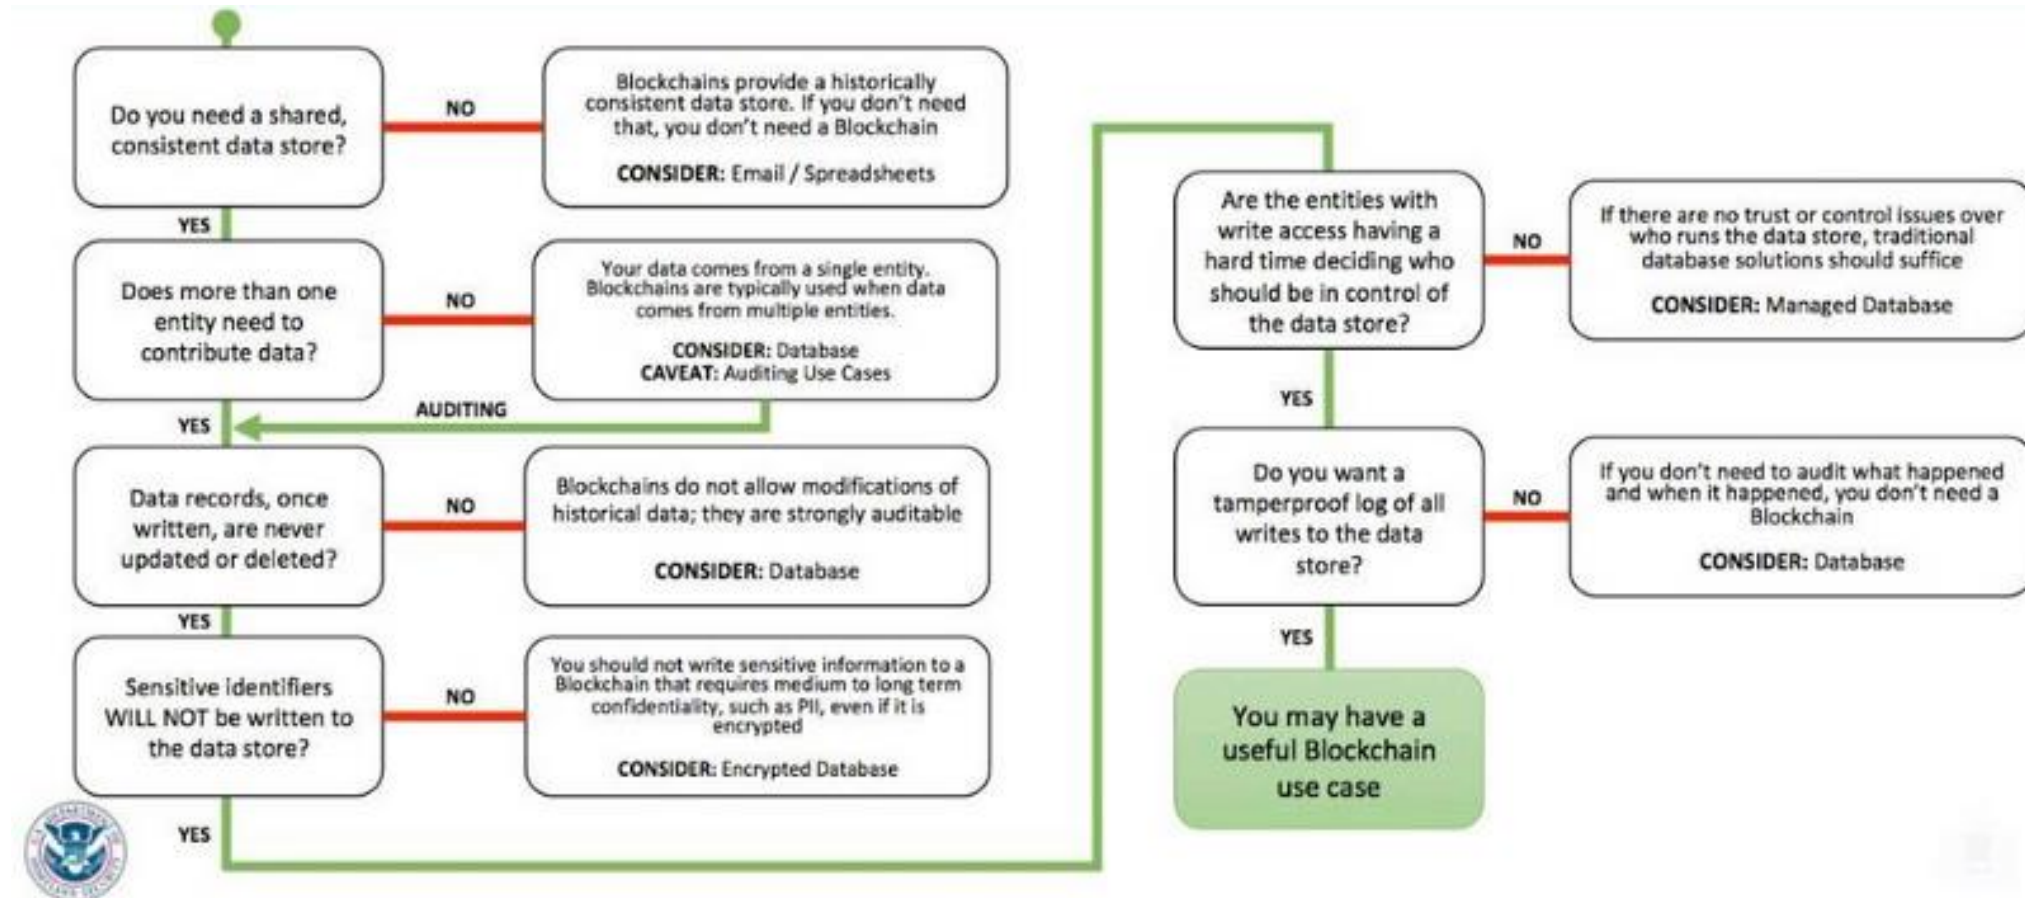 Do you need a shared,
consistent data store?
NO
Blockchains provide a historically
consistent data store. If you don't need
that, you don't need a Blockchain
CONSIDER: Email / Spreadsheets
YES
Does more than one
entity need to
contribute data?
NO
Your data comes from a single entity.
Blockchains are typically used when data
comes from multiple entities.
CONSIDER: Database
CAVEAT: Auditing Use Cases
AUDITING
YES
Data records, once
written, are never
updated or deleted?
NO
Blockchains do not allow modifications of
historical data; they are strongly auditable
CONSIDER: Database
YES
Sensitive identifiers
WILL NOT be written to
the data store?
NO
You should not write sensitive information to a
Blockchain that requires medium to long term
confidentiality, such as PII, even if it is
encrypted
CONSIDER: Encrypted Database
YES
Are the entities with
write access having a
hard time deciding who
should be in control of
the data store?
NO
If there are no trust or control issues over
who runs the data store, traditional
database solutions should suffice
CONSIDER: Managed Database
YES
Do you want a
tamperproof log of all
writes to the data
store?
NO
If you don't need to audit what happened
and when it happened, you don't need a
Blockchain
CONSIDER: Database
YES
You may have a
useful Blockchain
use case